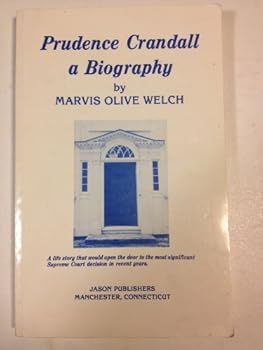 Prudence Crandall
a Biography
by
MARVIS OLIVE WELCH
A life story that would open the door to the most significant
Supreme Court decision in recent years.
JASON PUBLISHERS
MANCHESTER, CONNECTICUT